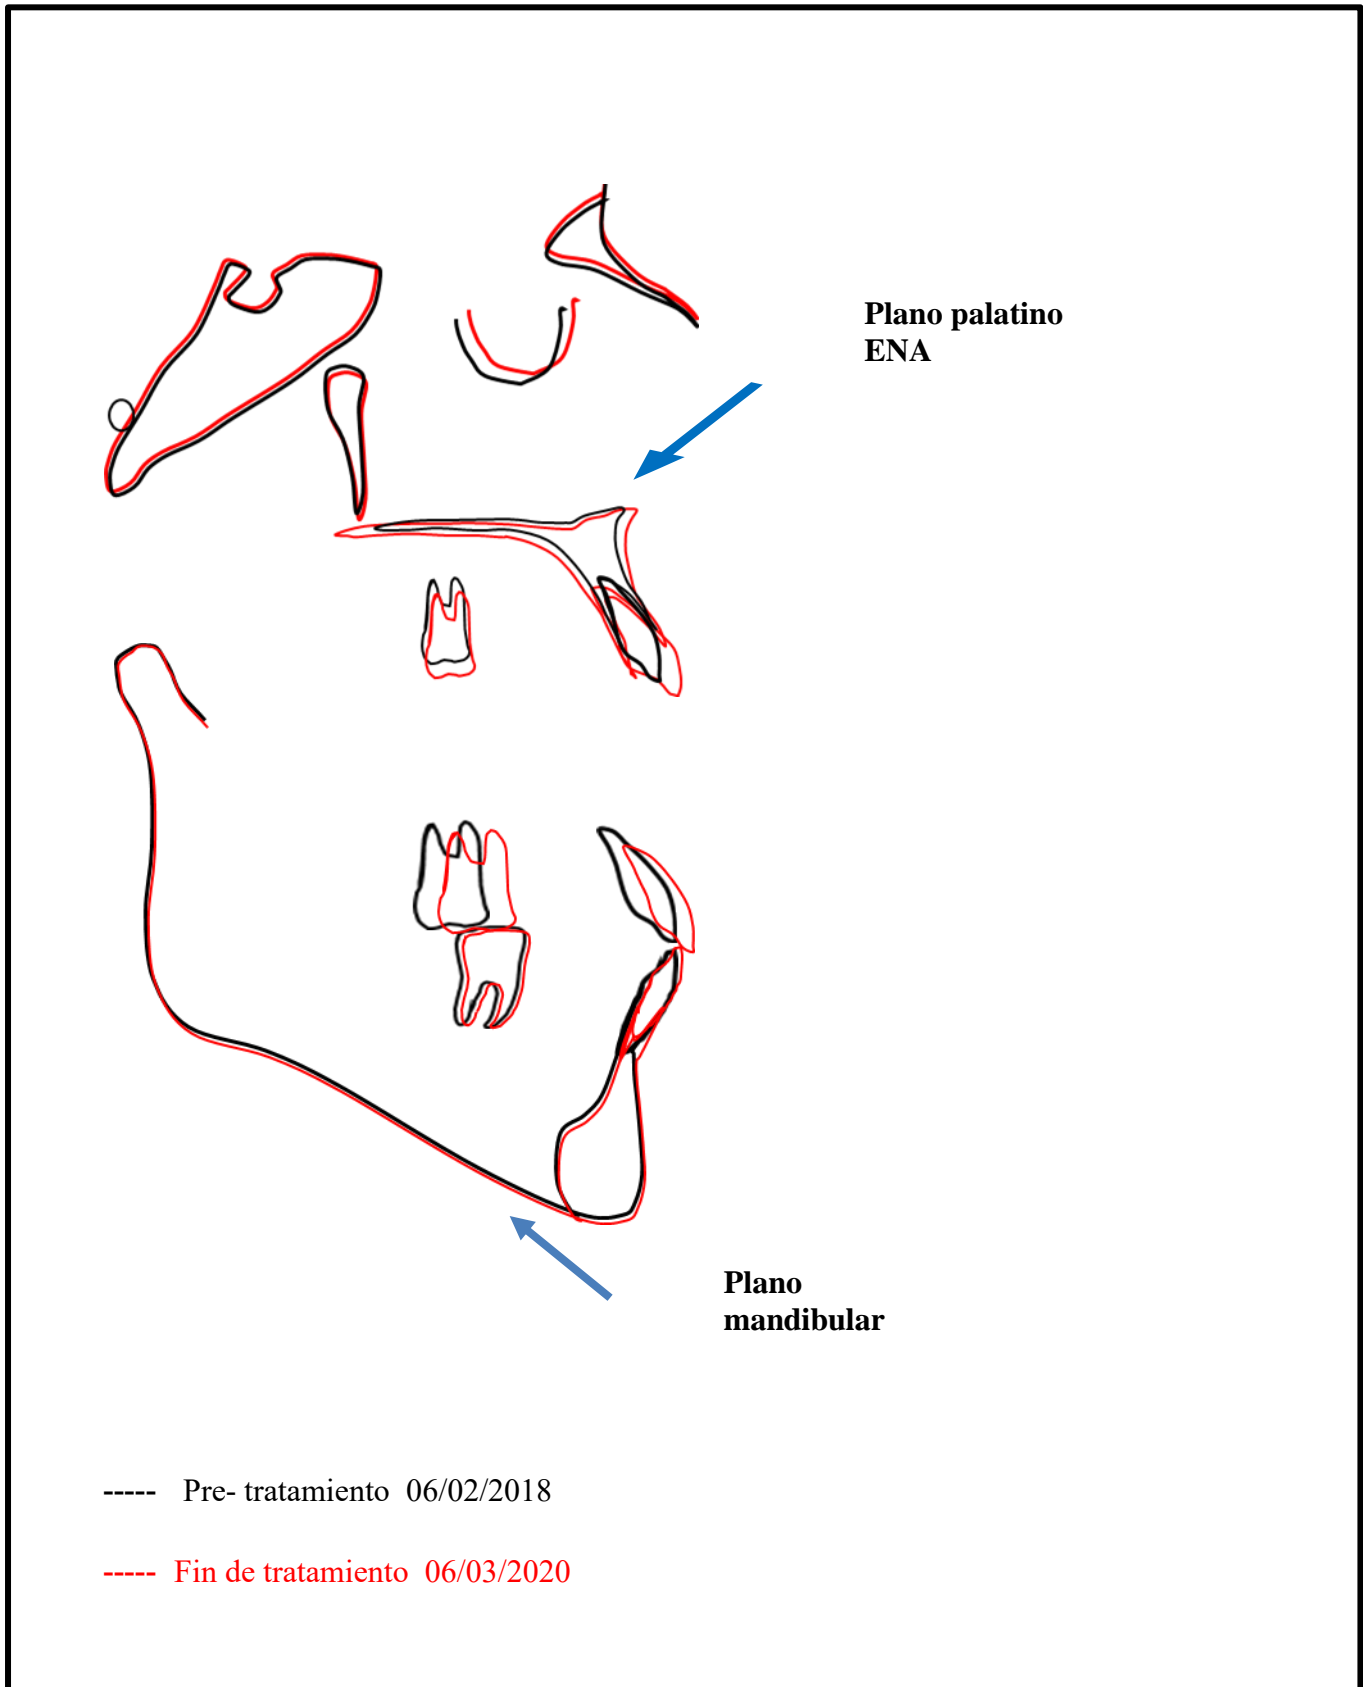 Plano palatino
ENA
Plano
mandibular
----- Pre- tratamiento 06/02/2018
----- Fin de tratamiento 06/03/2020